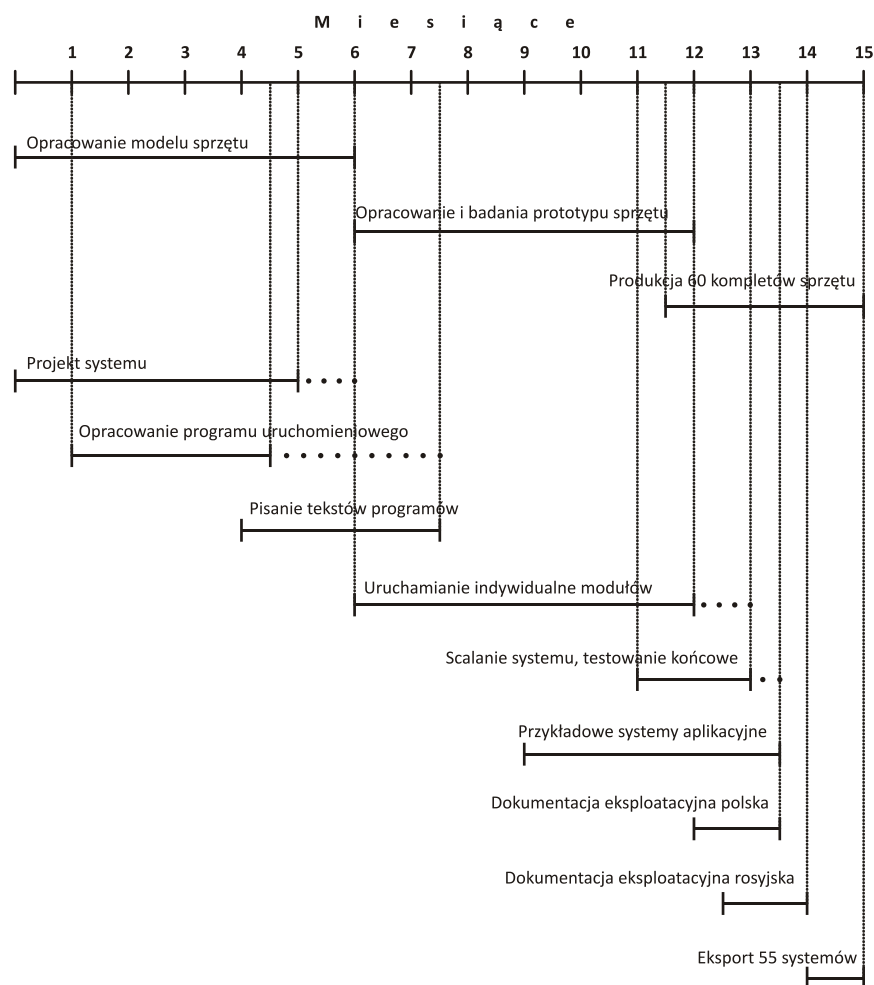 Miesiące
1 2 3 4 5 6 7 8 9 10 11 12 13 14 15
Opracowanie modelu sprzętu
Opracowanie i badania prototypu sprzętu
Produkcja 60 kompletów sprzętu
Projekt systemu
Opracowanie programu uruchomieniowego
Pisanie tekstów programów
Uruchamianie indywidualne modułów
Scalanie systemu, testowanie końcowe
Przykładowe systemy aplikacyjne
Dokumentacja eksploatacyjna polska
Dokumentacja eksploatacyjna rosyjska
Eksport 55 systemów